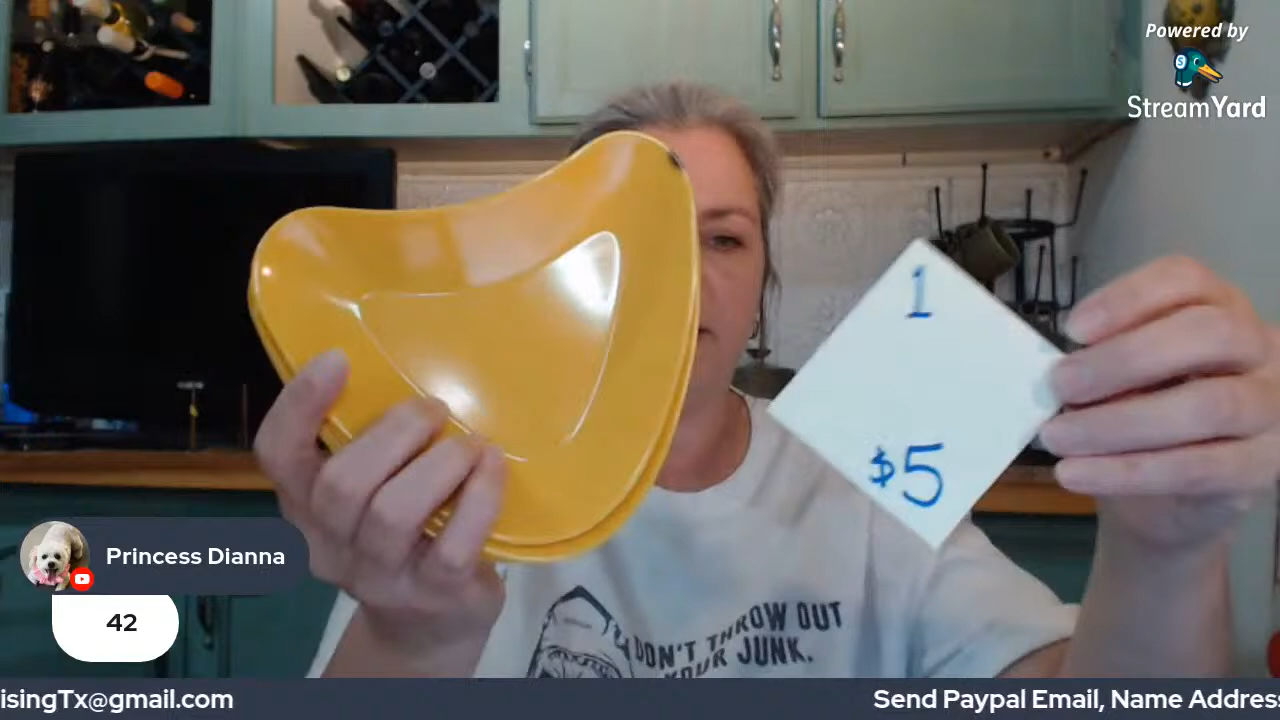 Powered by
StreamYard
1
$5
Princess Dianna
42
DON'T THROW OUT
YOUR JUNK.
isingTx@gmail.com
Send Paypal Email, Name Address